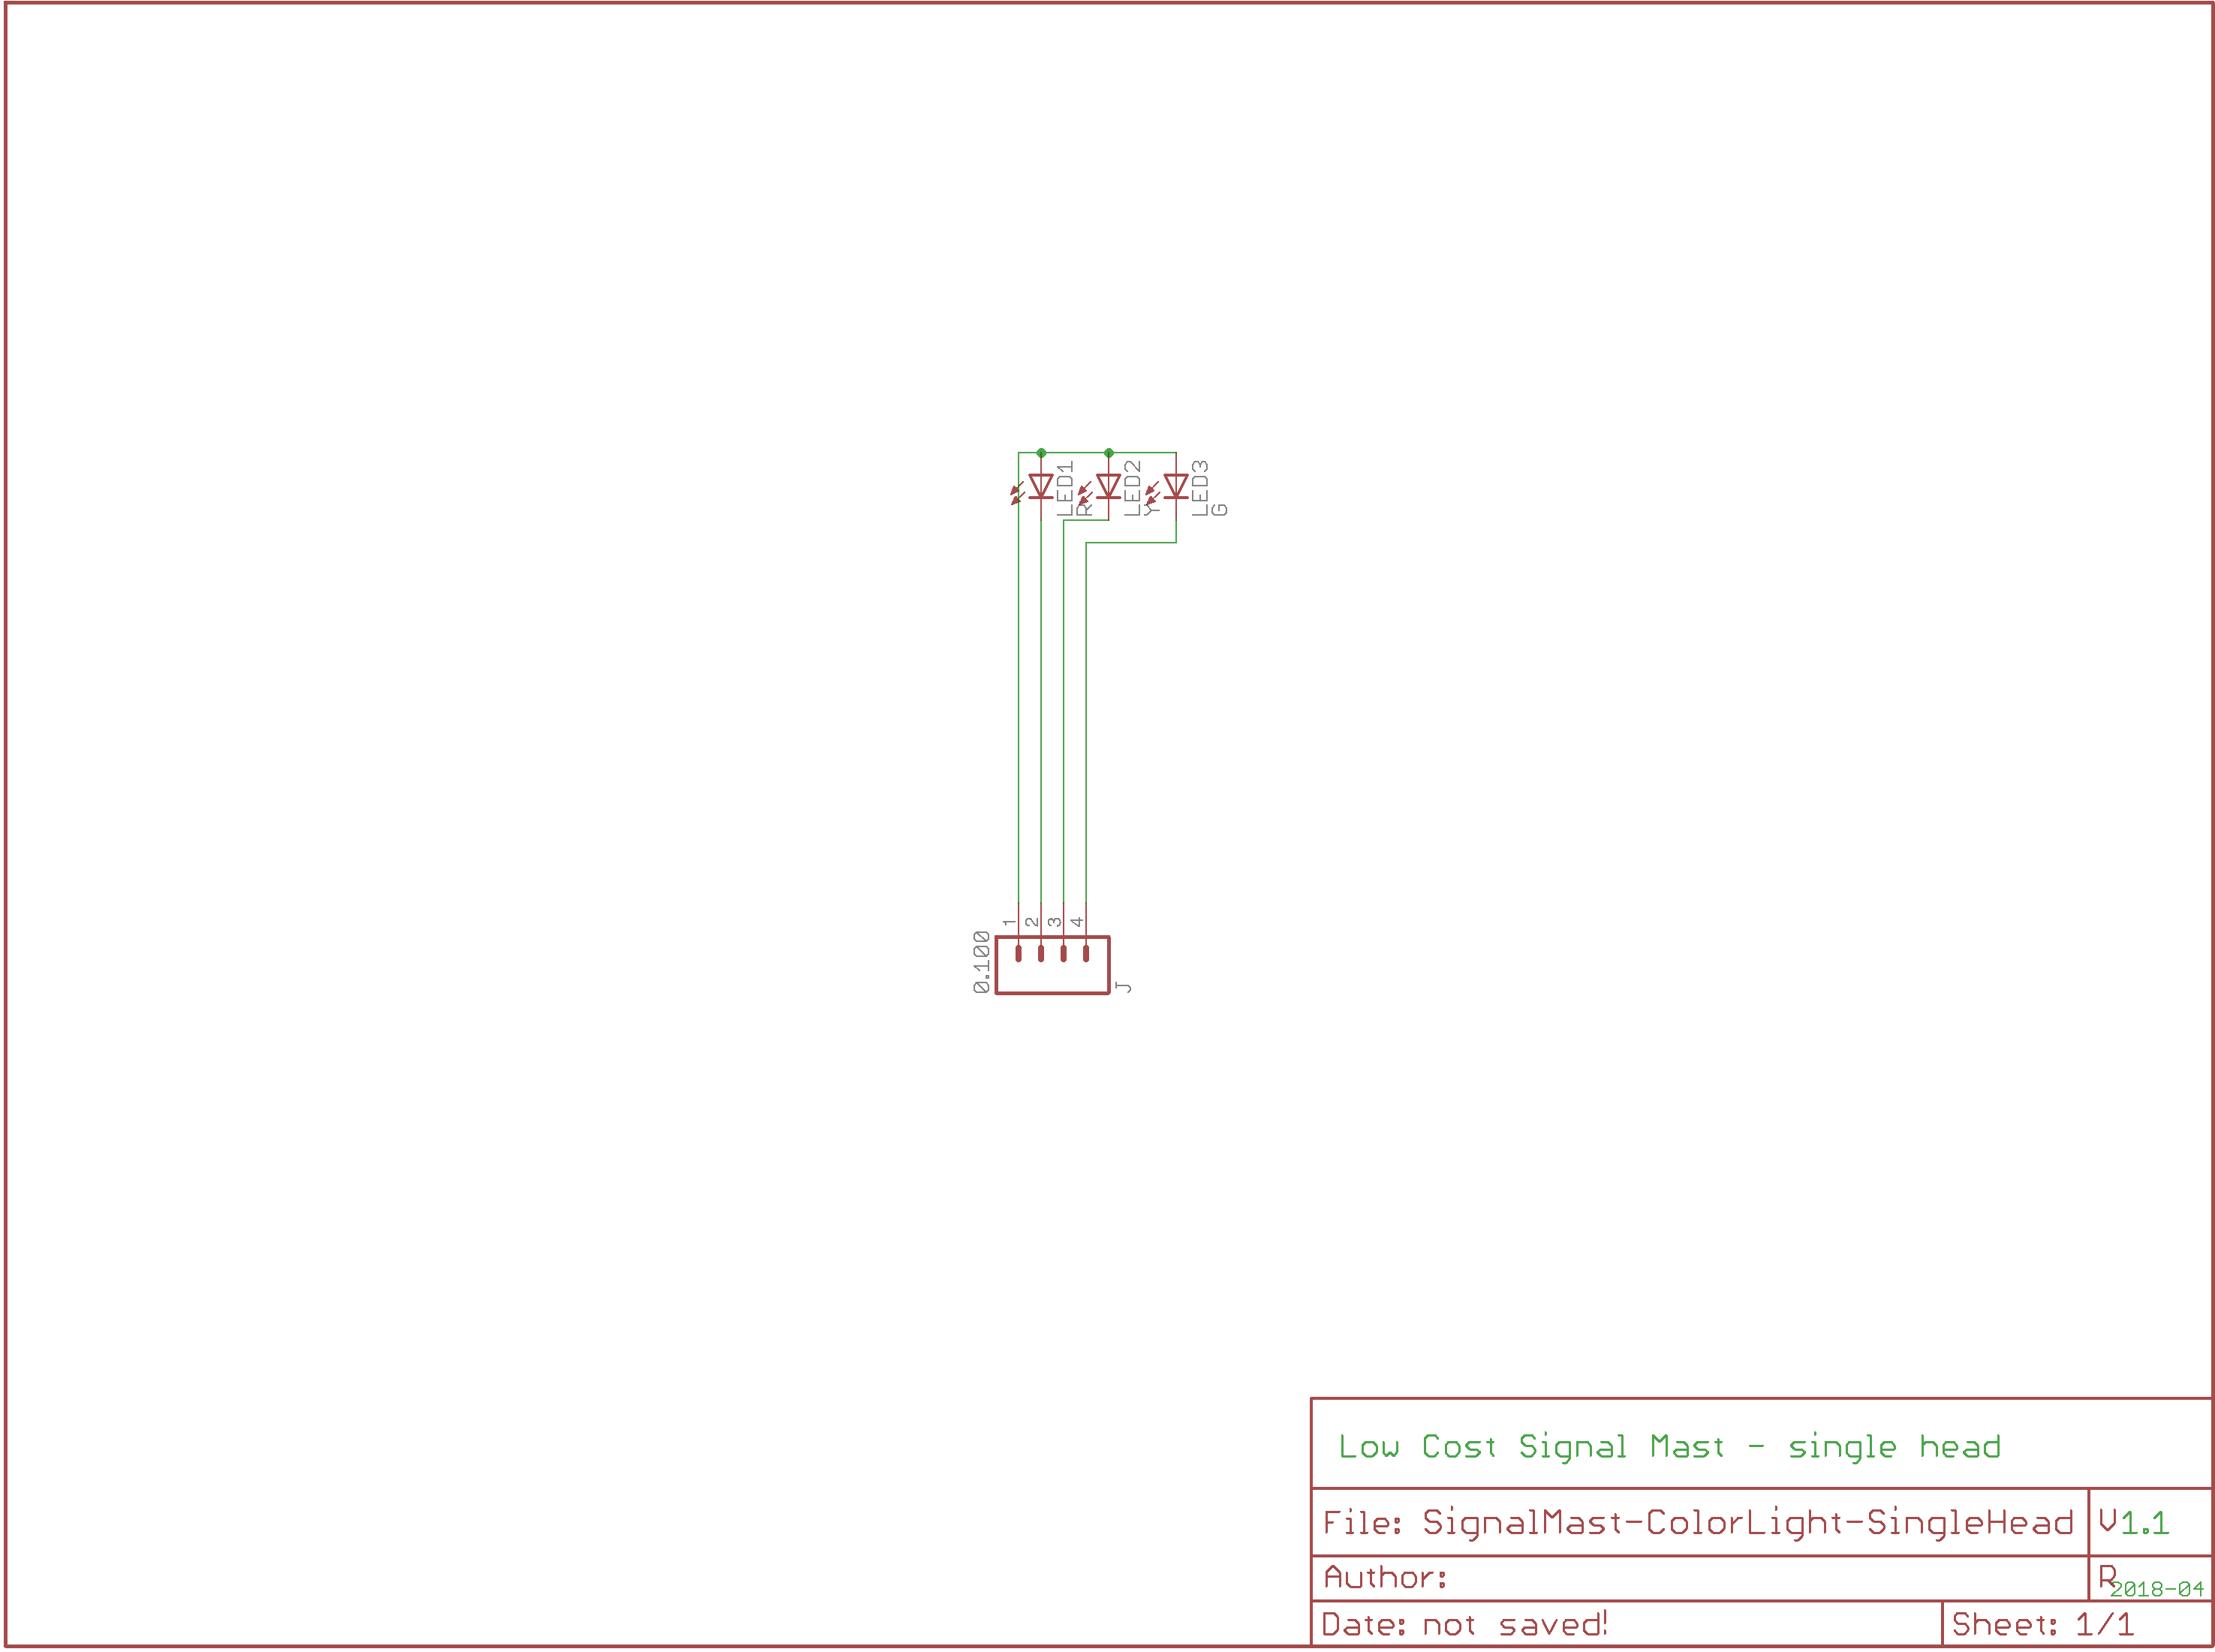 LED1
R
LED2
Y
LED3
G
1
2
3
4
0.100
J
Low Cost Signal Mast - single head
File: SignalMast-ColorLight-SingleHead
V1.1
Author:
R2018-04
Date: not saved!
Sheet: 1/1